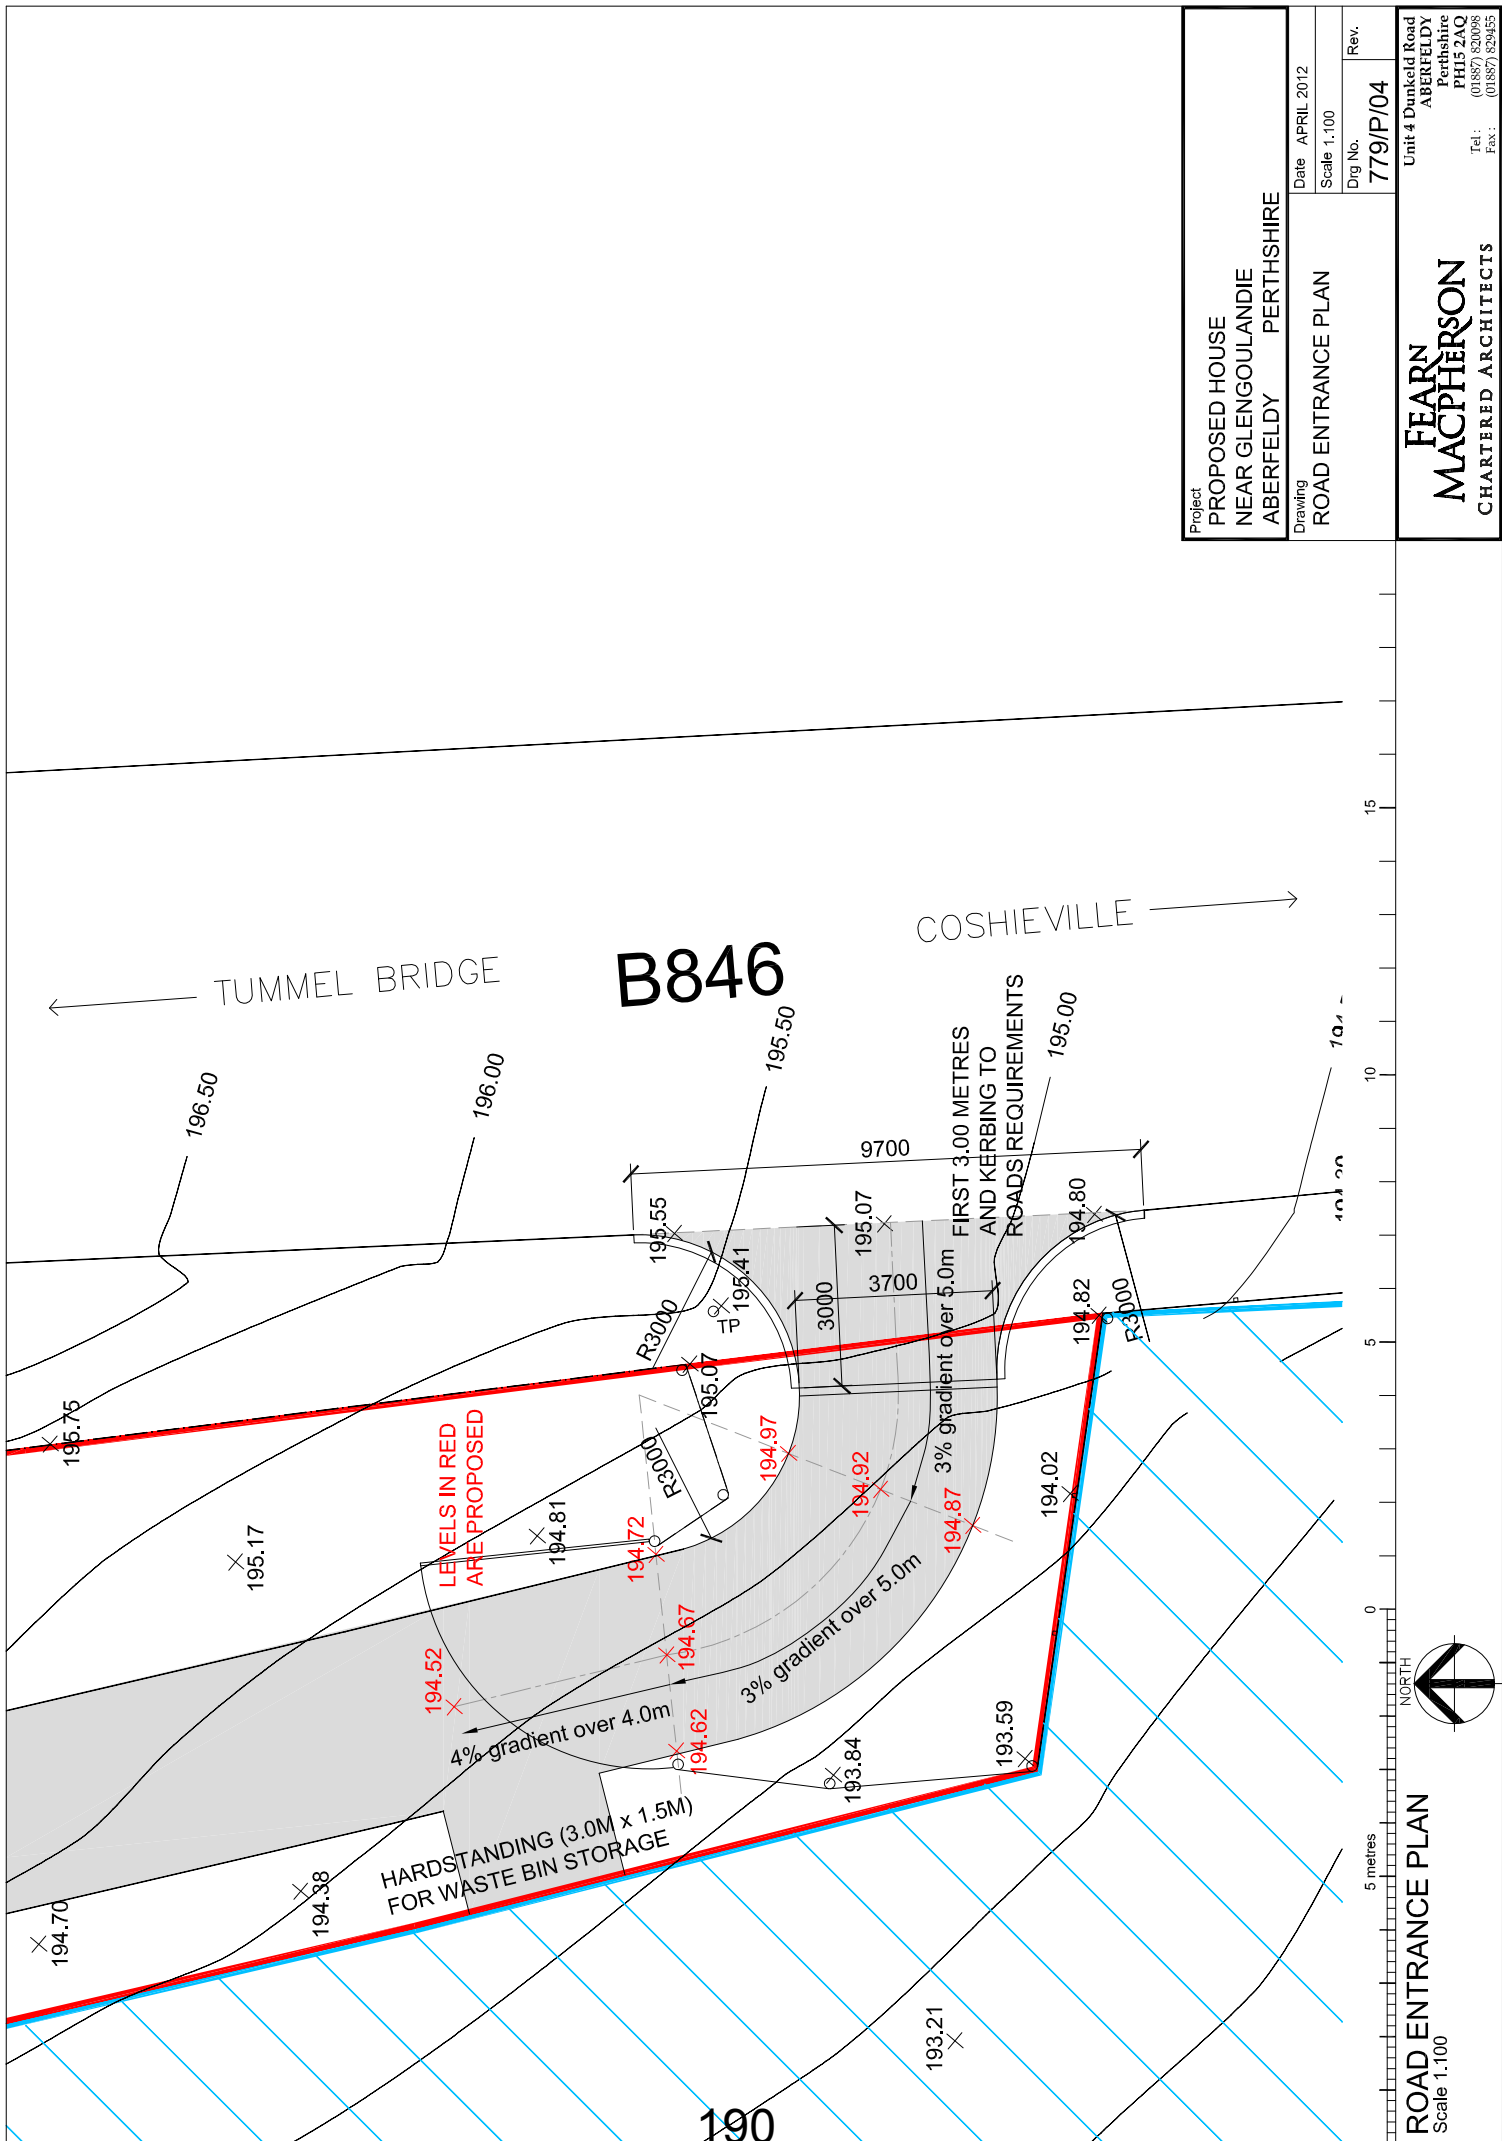 Project
PROPOSED HOUSE
NEAR GLENGOULANDIE
ABERFELDY PERTHSHIRE
Drawing
ROAD ENTRANCE PLAN
Date APRIL 2012
Scale 1.100
Drg No.
779/P/04
Rev.
FEARN
MACPHERSON
CHARTERED ARCHITECTS
Unit 4 Dunkeld Road
ABERFELDY
Perthshire
PH15 2AQ
Tel : (01887) 820098
Fax : (01887) 829455
TUMMEL BRIDGE
B846
COSHIEVILLE
196.50
196.00
195.50
195.00
9700
FIRST 3.00 METRES
AND KERBING TO
ROADS REQUIREMENTS
195.55
195.07
194.80
195.41
TP
R3000
3000
3700
194.82
R3000
3% gradient over 5.0m
195.75
195.07
LEVELS IN RED
ARE PROPOSED
R3000
194.97
194.92
194.87
194.02
195.17
194.81
194.72
194.67
194.52
194.62
3% gradient over 5.0m
4% gradient over 4.0m
193.59
193.84
HARDSTANDING (3.0M x 1.5M)
FOR WASTE BIN STORAGE
194.38
194.70
193.21
190
15
10
5
0
5 metres
NORTH
ROAD ENTRANCE PLAN
Scale 1.100